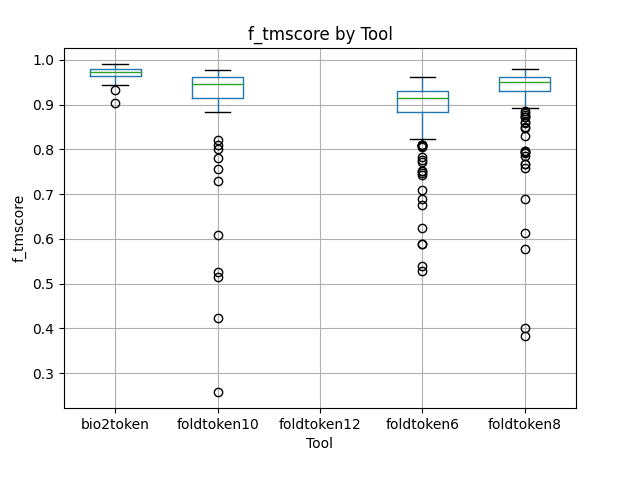 f_tmscore by Tool
1.0
0.9
0.8
0.7
0.6
0.5
0.4
0.3
f_tmscore
bio2token foldtoken10 foldtoken12 foldtoken6 foldtoken8
Tool